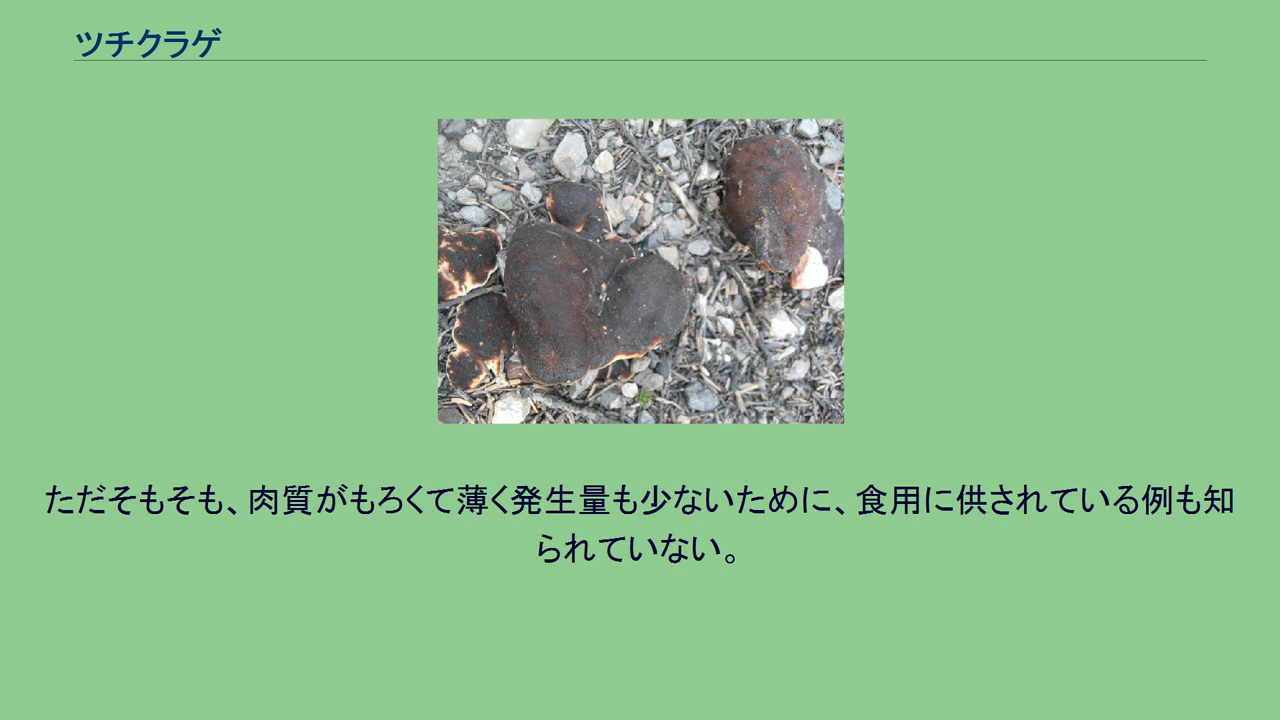 ツチクラゲ
ただそもそも、肉質がもろくて薄く発生量も少ないために、食用に供されている例も知
られていない。